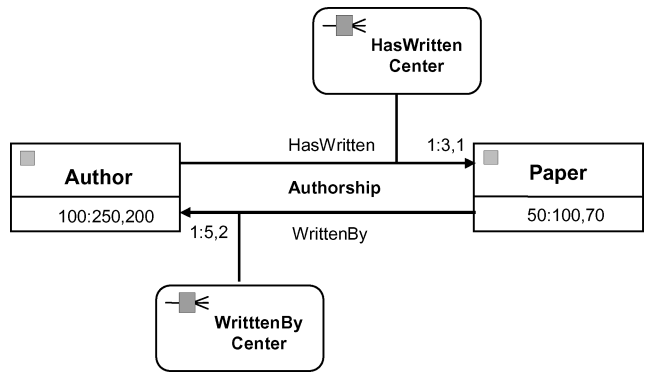 HasWritten
Center
HasWritten
1:3,1
Author
Authorship
Paper
100:250,200
50:100,70
1:5,2
WrittenBy
WritttenBy
Center